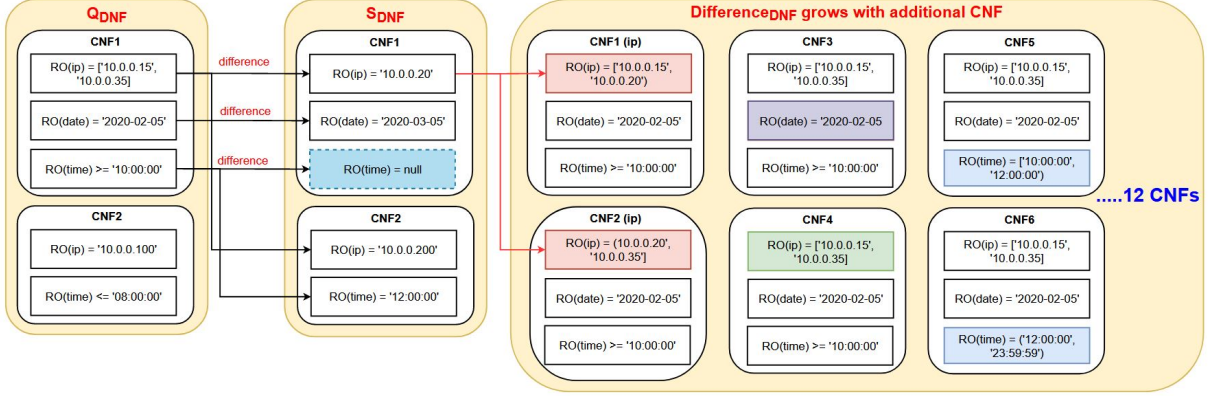 QDNF
CNF1
RO(ip) = ['10.0.0.15',
'10.0.0.35]
RO(date) = '2020-02-05'
RO(time) >= '10:00:00'
CNF2
RO(ip) = '10.0.0.100'
RO(time) <= '08:00:00'
difference
difference
difference
SDNF
CNF1
RO(ip) = '10.0.0.20'
RO(date) = '2020-03-05'
RO(time) = null
CNF2
RO(ip) = '10.0.0.200'
RO(time) = '12:00:00'
DifferenceDNF grows with additional CNF
CNF1 (ip)
RO(ip) = ['10.0.0.15',
'10.0.0.20')
RO(date) = '2020-02-05'
RO(time) >= '10:00:00'
CNF2 (ip)
RO(ip) = (10.0.0.20',
'10.0.0.35']
RO(date) = '2020-02-05'
RO(time) >= '10:00:00'
CNF3
RO(ip) = ['10.0.0.15',
'10.0.0.35]
RO(date) = '2020-02-05
RO(time) >= '10:00:00'
CNF4
RO(ip) = ['10.0.0.15',
'10.0.0.35]
RO(date) = '2020-02-05'
RO(time) >= '10:00:00'
CNF5
RO(ip) = ['10.0.0.15',
'10.0.0.35]
RO(date) = '2020-02-05'
RO(time) = ['10:00:00',
'12:00:00')
CNF6
RO(ip) = ['10.0.0.15',
'10.0.0.35]
RO(date) = '2020-02-05'
RO(time) = ('12:00:00',
'23:59:59')
.....12 CNFs